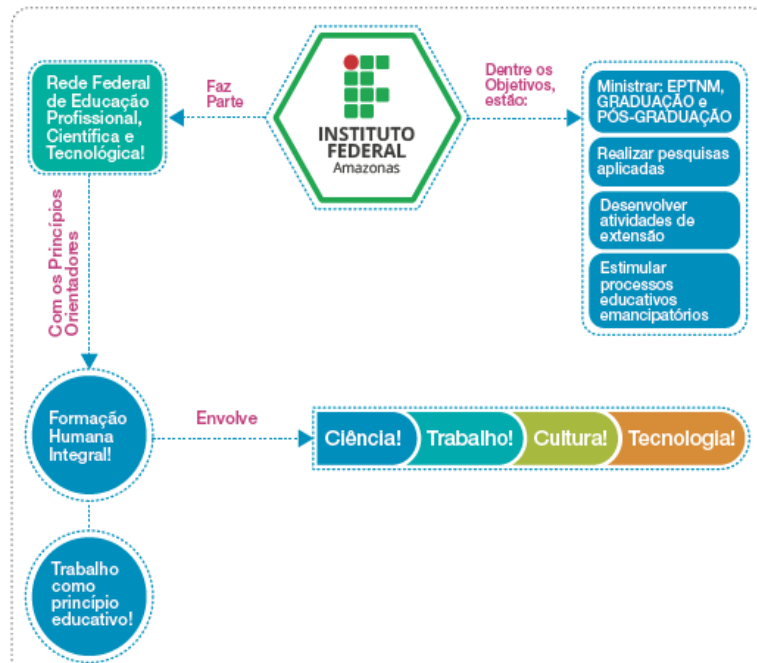 Rede Federal
de Educação
Profissional,
Científica e
Tecnológica!
Faz
Parte
INSTITUTO
FEDERAL
Amazonas
Dentre os
Objetivos,
estão:
Ministrar: EPTNM,
GRADUAÇÃO e
PÓS-GRADUAÇÃO
Realizar pesquisas
aplicadas
Desenvolver
atividades de
extensão
Estimular
processos
educativos
emancipatórios
Com os Princípios
Orientadores
Formação
Humana
Integral!
Envolve
Ciência! Trabalho! Cultura! Tecnologia!
Trabalho
como
princípio
educativo!